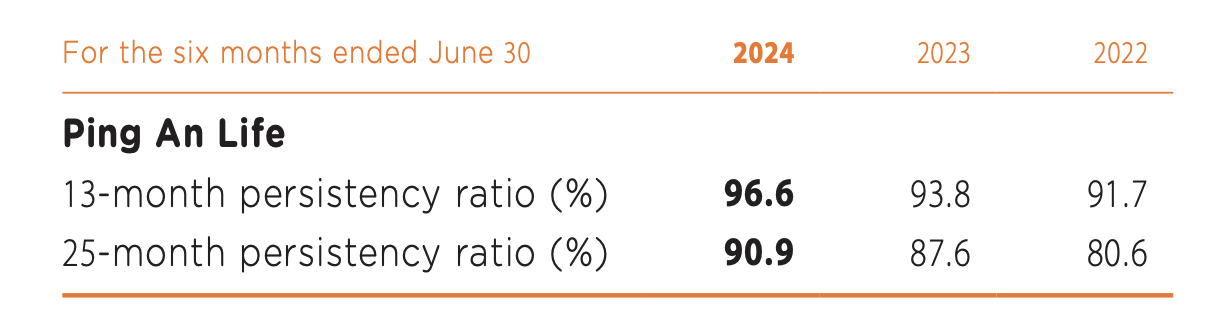 For the six months ended June 30 2024 2023 2022
Ping An Life
13-month persistency ratio (%) 96.6 93.8 91.7
25-month persistency ratio (%) 90.9 87.6 80.6